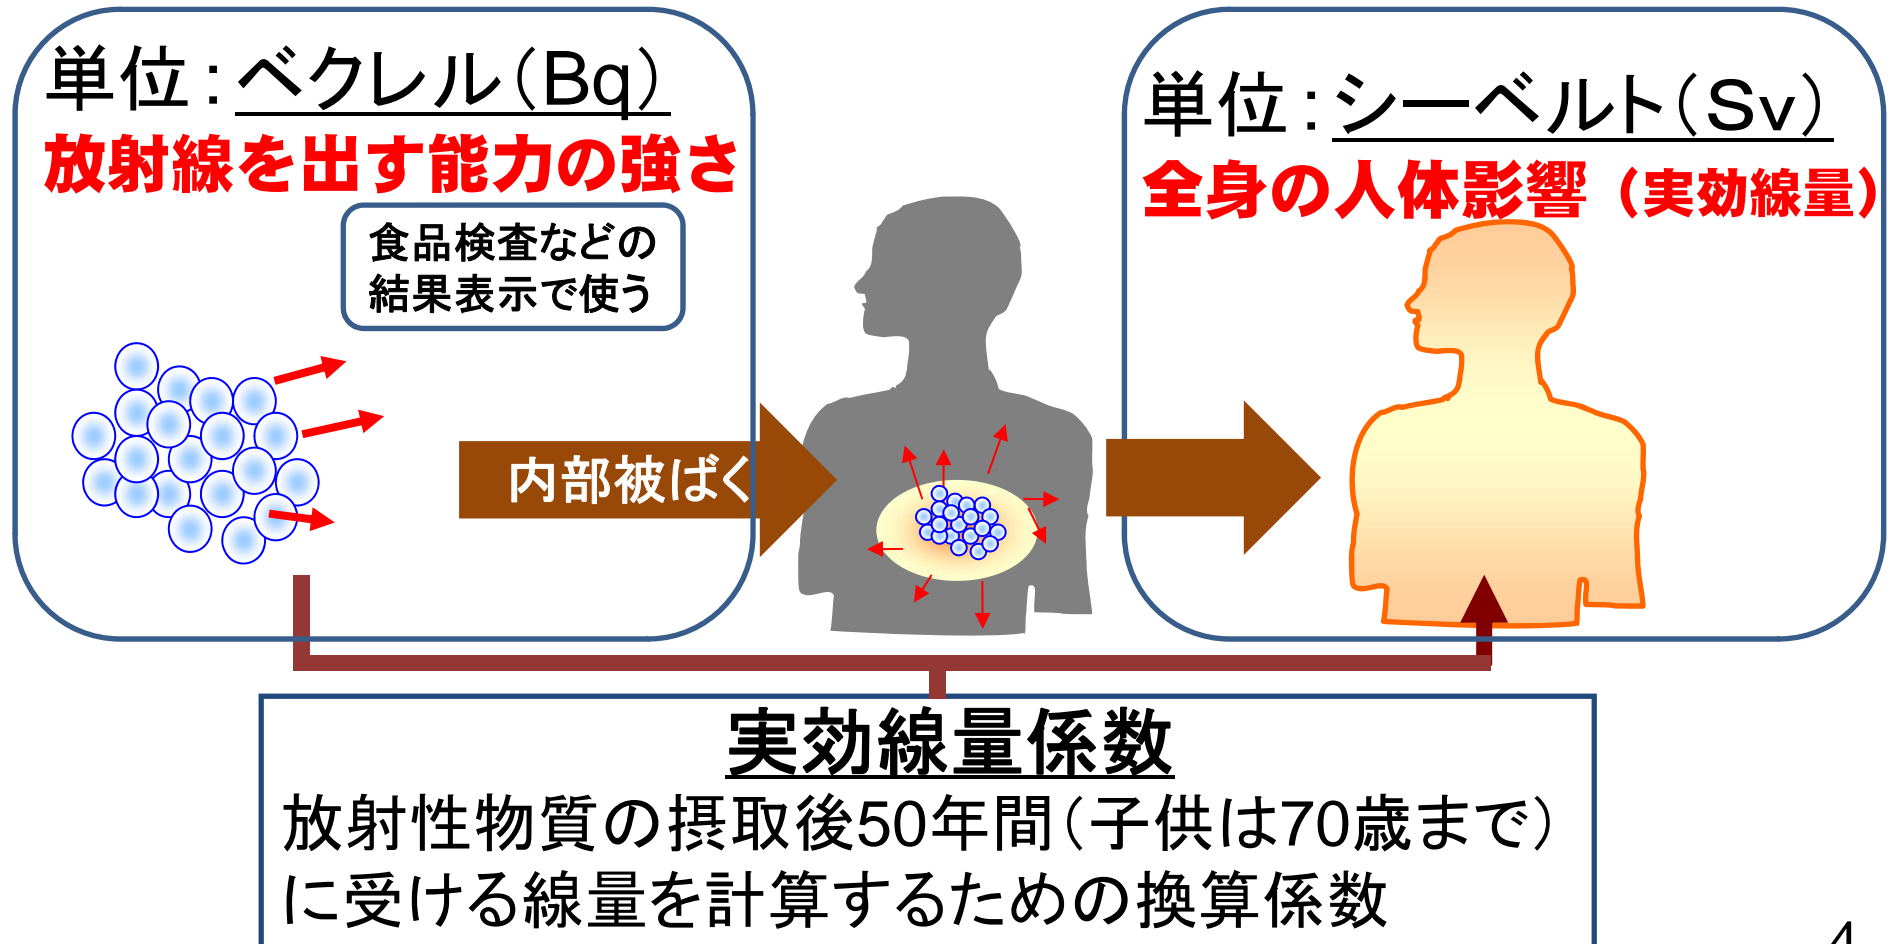 単位：ベクレル（Bq）
放射線を出す能力の強さ
食品検査などの
結果表示で使う
内部被ばく
単位：シーベルト（Sv）
全身の人体影響（実効線量）
実効線量係数
放射性物質の摂取後50年間（子供は70歳まで）
に受ける線量を計算するための換算係数
4